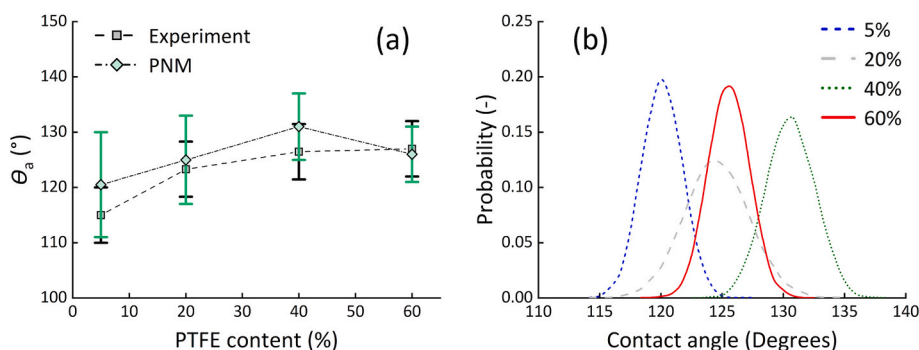 (a)
Experiment
PNM
150
140
130
120
110
100
θa (°)
0 10 20 30 40 50 60
PTFE content (%)
(b)
5%
20%
40%
60%
0.25
0.20
0.15
0.10
0.05
0.00
Probability (-)
110 115 120 125 130 135 140
Contact angle (Degrees)